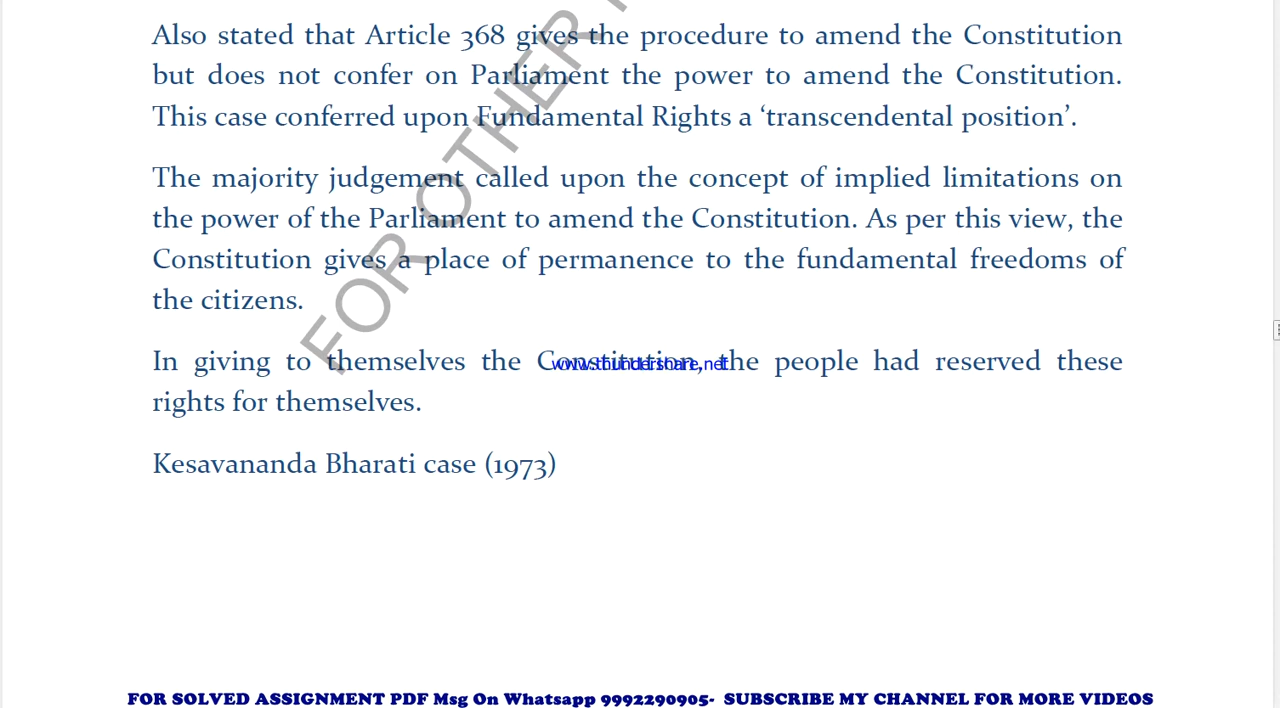 Also stated that Article 368 gives the procedure to amend the Constitution
but does not confer on Parliament the power to amend the Constitution.
This case conferred upon Fundamental Rights a ‘transcendental position’.
The majority judgement called upon the concept of implied limitations on
the power of the Parliament to amend the Constitution. As per this view, the
Constitution gives a place of permanence to the fundamental freedoms of
the citizens.
In giving to themselves the Constitution, the people had reserved these
rights for themselves.
Kesavananda Bharati case (1973)
FOR OTHER
www.thundershare.net
FOR SOLVED ASSIGNMENT PDF Msg On Whatsapp 9992290905- SUBSCRIBE MY CHANNEL FOR MORE VIDEOS